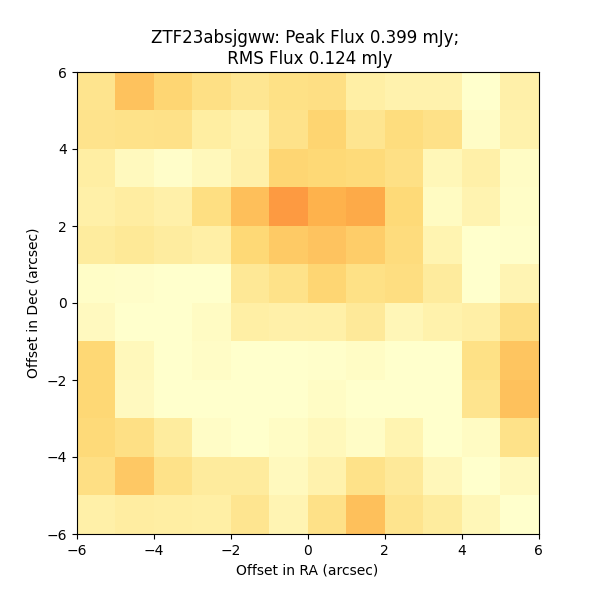 ZTF23absjgww: Peak Flux 0.399 mJy;
RMS Flux 0.124 mJy
6
4
2
0
−2
−4
−6
Offset in Dec (arcsec)
−6 −4 −2 0 2 4 6
Offset in RA (arcsec)